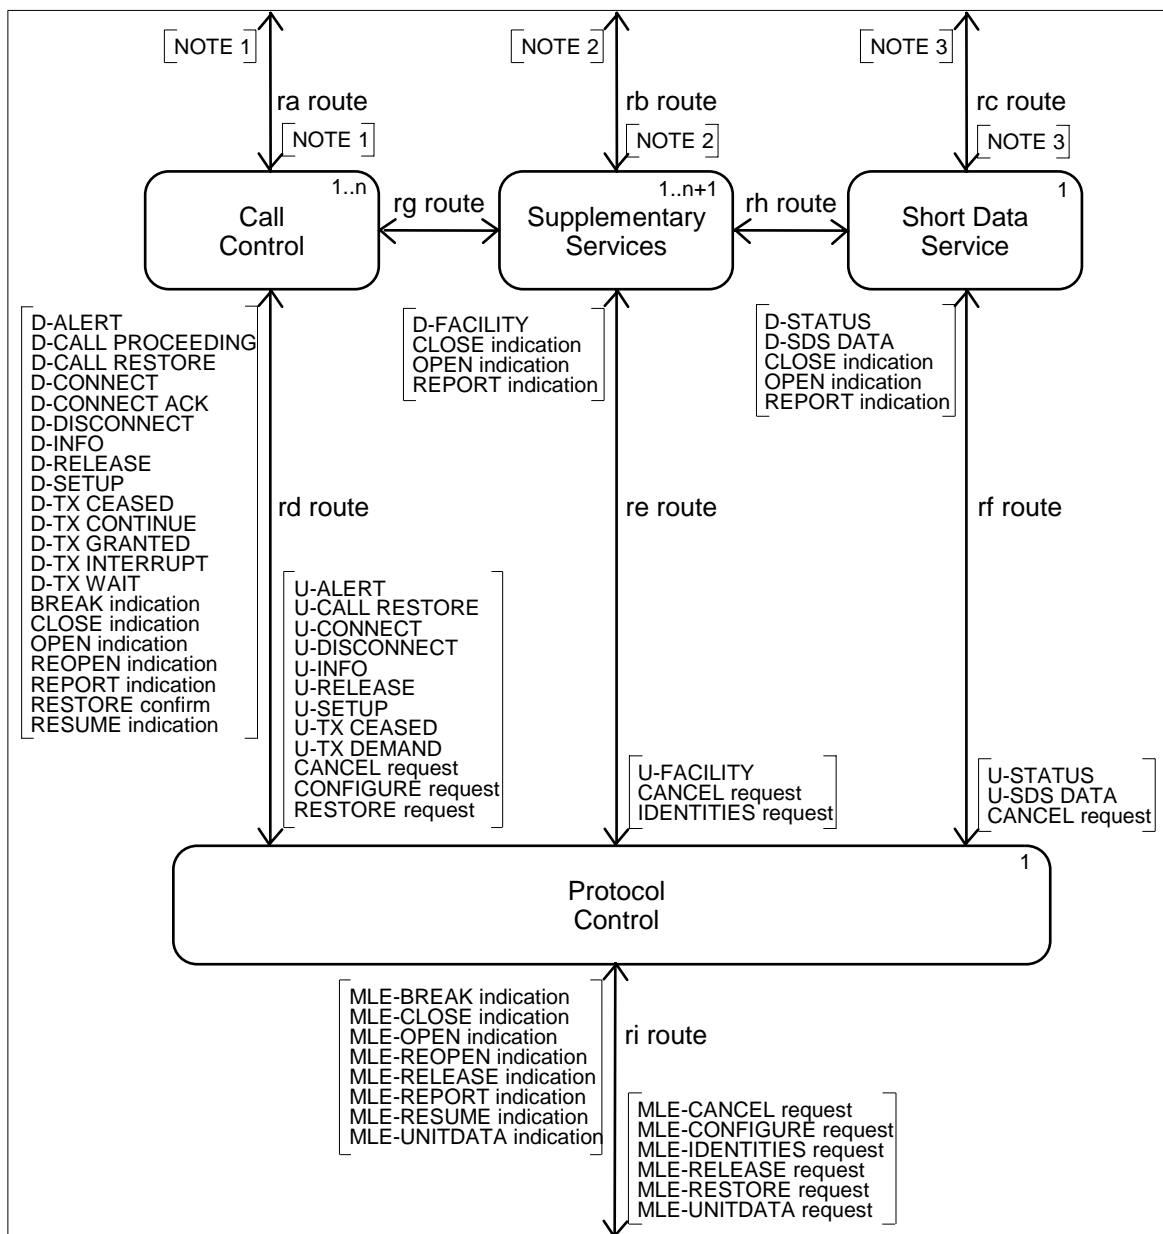 NOTE 1
NOTE 2
NOTE 3
ra route
rb route
rc route
NOTE 1
NOTE 2
NOTE 3
1..n
Call
Control
rg route
1..n+1
Supplementary
Services
rh route
1
Short Data
Service
D-ALERT
D-CALL PROCEEDING
D-CALL RESTORE
D-CONNECT
D-CONNECT ACK
D-DISCONNECT
D-INFO
D-RELEASE
D-SETUP
D-TX CEASED
D-TX CONTINUE
D-TX GRANTED
D-TX INTERRUPT
D-TX WAIT
BREAK indication
CLOSE indication
OPEN indication
REOPEN indication
REPORT indication
RESTORE confirm
RESUME indication
D-FACILITY
CLOSE indication
OPEN indication
REPORT indication
D-STATUS
D-SDS DATA
CLOSE indication
OPEN indication
REPORT indication
rd route
re route
rf route
U-ALERT
U-CALL RESTORE
U-CONNECT
U-DISCONNECT
U-INFO
U-RELEASE
U-SETUP
U-TX CEASED
U-TX DEMAND
CANCEL request
CONFIGURE request
RESTORE request
U-FACILITY
CANCEL request
IDENTITIES request
U-STATUS
U-SDS DATA
CANCEL request
1
Protocol
Control
MLE-BREAK indication
MLE-CLOSE indication
MLE-OPEN indication
MLE-REOPEN indication
MLE-RELEASE indication
MLE-REPORT indication
MLE-RESUME indication
MLE-UNITDATA indication
ri route
MLE-CANCEL request
MLE-CONFIGURE request
MLE-IDENTITIES request
MLE-RELEASE request
MLE-RESTORE request
MLE-UNITDATA request